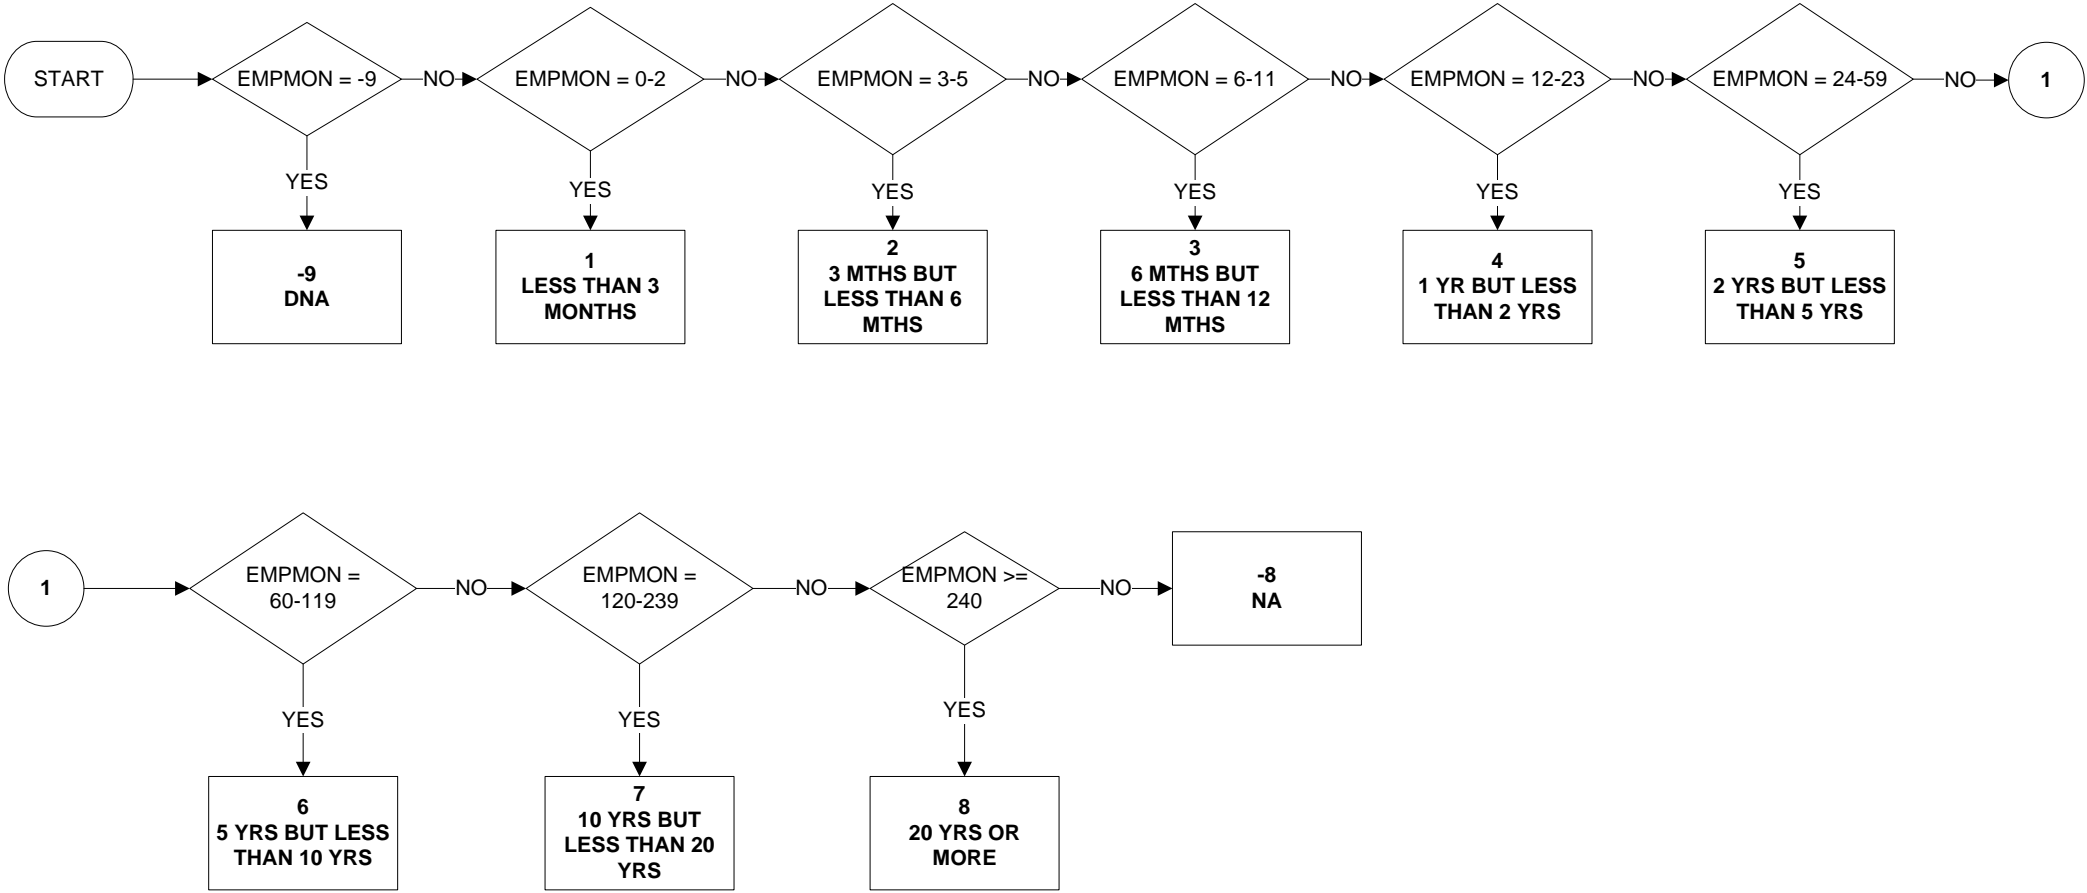 START
EMPMON = -9
NO
EMPMON = 0-2
NO
EMPMON = 3-5
NO
EMPMON = 6-11
NO
EMPMON = 12-23
NO
EMPMON = 24-59
NO
1
YES
YES
YES
YES
YES
YES
-9
DNA
1
LESS THAN 3
MONTHS
2
3 MTHS BUT
LESS THAN 6
MTHS
3
6 MTHS BUT
LESS THAN 12
MTHS
4
1 YR BUT LESS
THAN 2 YRS
5
2 YRS BUT LESS
THAN 5 YRS
1
EMPMON =
60-119
NO
EMPMON =
120-239
NO
EMPMON >=
240
NO
-8
NA
YES
YES
YES
6
5 YRS BUT LESS
THAN 10 YRS
7
10 YRS BUT
LESS THAN 20
YRS
8
20 YRS OR
MORE